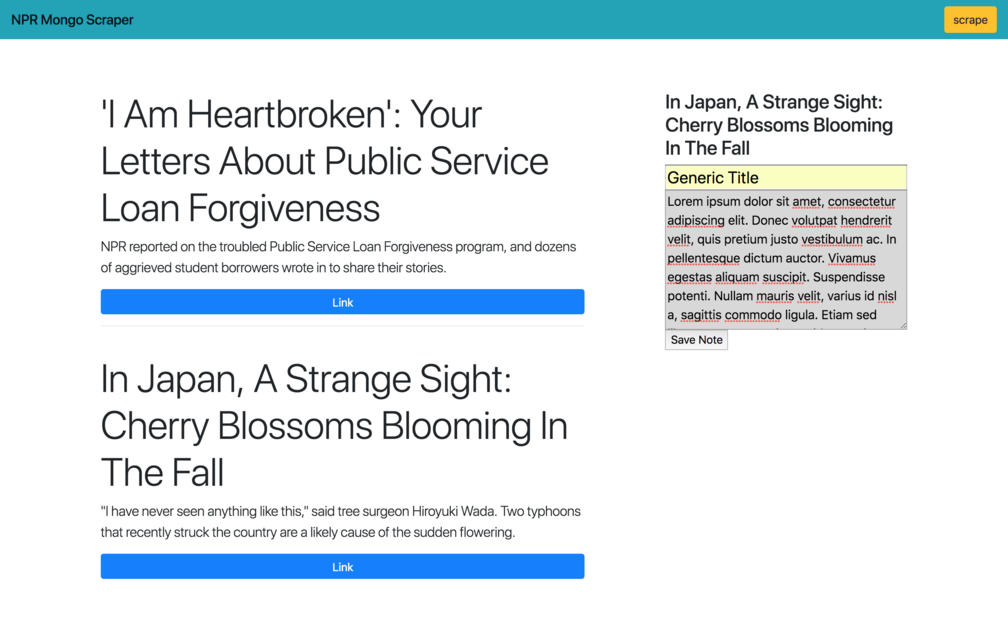 NPR Mongo Scraper
scrape
'I Am Heartbroken': Your
Letters About Public Service
Loan Forgiveness
NPR reported on the troubled Public Service Loan Forgiveness program, and dozens
of aggrieved student borrowers wrote in to share their stories.
Link
In Japan, A Strange Sight:
Cherry Blossoms Blooming In
The Fall
"I have never seen anything like this," said tree surgeon Hiroyuki Wada. Two typhoons
that recently struck the country are a likely cause of the sudden flowering.
Link
In Japan, A Strange Sight:
Cherry Blossoms Blooming
In The Fall
Generic Title
Lorem ipsum dolor sit amet, consectetur
adipiscing elit. Donec volutpat hendrerit
velit, quis pretium justo vestibulum ac. In
pellentesque dictum auctor. Vivamus
egestas aliquam suscipit. Suspendisse
potenti. Nullam mauris velit, varius id nisl
a, sagittis commodo ligula. Etiam sed
Save Note